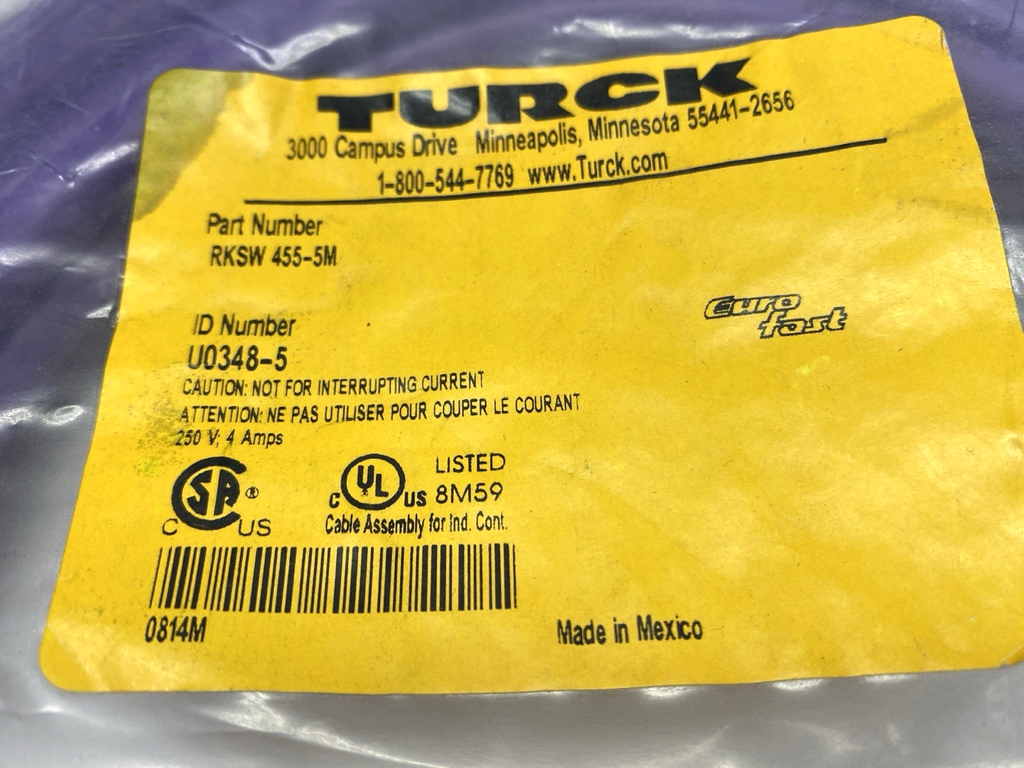 TURCK
3000 Campus Drive Minneapolis, Minnesota 55441-2656
1-800-544-7769 www.Turck.com
Part Number
RKSW 455-5M
Euro
fast
ID Number
U0348-5
CAUTION: NOT FOR INTERRUPTING CURRENT
ATTENTION: NE PAS UTILISER POUR COUPER LE COURANT
250 V; 4 Amps
SA ®
C US
C UL US
LISTED
8M59
Cable Assembly for Ind. Cont.
0814M
Made in Mexico